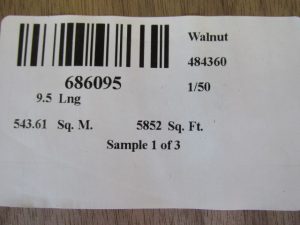 Walnut
484360
686095
1/50
9.5 Lng
543.61 Sq. M. 5852 Sq. Ft.
Sample 1 of 3